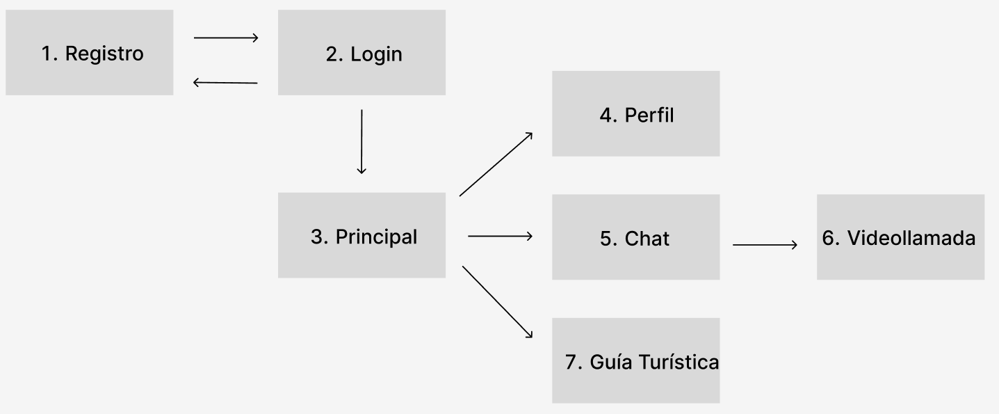 1. Registro
2. Login
3. Principal
4. Perfil
5. Chat
6. Videollamada
7. Guía Turística